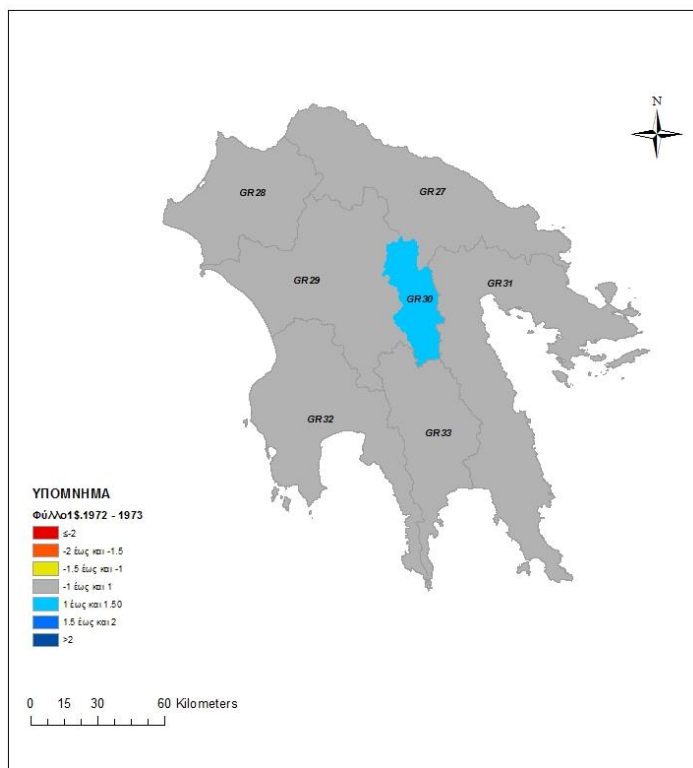 N
GR28
GR27
GR29
GR30
GR31
GR32
GR33
ΥΠΟΜΝΗΜΑ
Φύλλο1$.1972 - 1973
≤-2
-2 έως και -1.5
-1.5 έως και -1
-1 έως και 1
1 έως και 1.50
1.5 έως και 2
>2
0 15 30 60 Kilometers